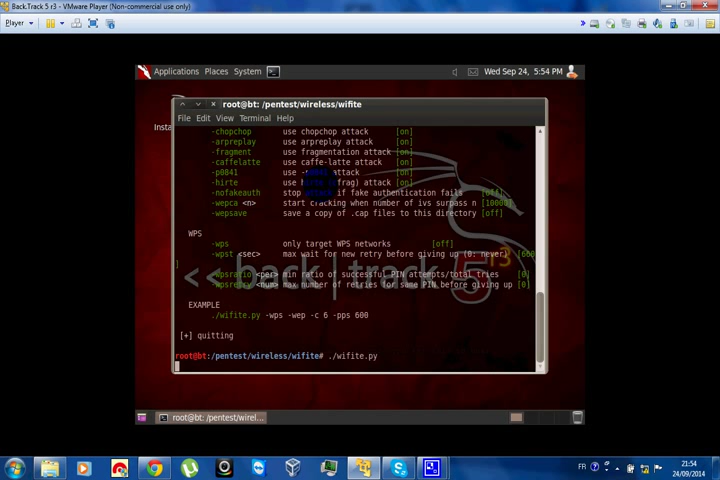 BackTrack 5 r3 - VMware Player (Non-commercial use only)
Player
Applications Places System
Wed Sep 24, 5:54 PM
Insta
root@bt: /pentest/wireless/wifite
File Edit View Terminal Help
-chopchop use chopchop attack [on]
-arpreplay use arpreplay attack [on]
-fragment use fragmentation attack [on]
-caffelatte use caffe-latte attack [on]
-p0841 use attack [on]
-hirte use (frag) attack [on]
-nofakeauth stop attack if fake authentication fails [off]
-wepca <n> start cracking when number of ivs surpass n [10000]
-wepsave save a copy of .cap files to this directory [off]
WPS
-wps only target WPS networks [off]
-wpst <sec> max wait for new retry before giving up (0: never) [660
]
-wpsratio <per> min ratio of successful PIN attempts/total tries [0]
-wpsretry <num> max number of retries for same PIN before giving up [0]
<< back | track 5 r3
EXAMPLE
./wifite.py -wps -wep -c 6 -pps 600
[+] quitting
root@bt:/pentest/wireless/wifite# ./wifite.py
root@bt: /pentest/wirel...
FR
21:54
24/09/2014